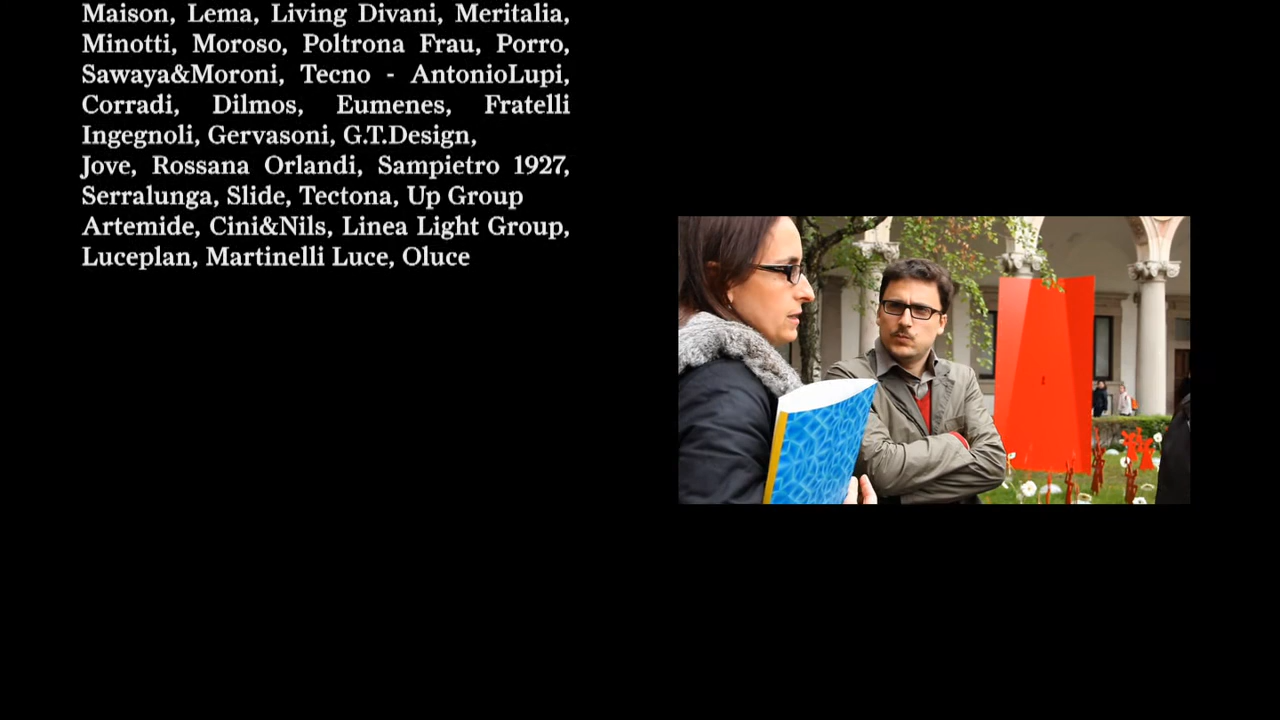 Maison, Lema, Living Divani, Meritalia,
Minotti, Moroso, Poltrona Frau, Porro,
Sawaya&Moroni, Tecno - AntonioLupi,
Corradi, Dilmos, Eumenes, Fratelli
Ingegnoli, Gervasoni, G.T.Design,
Jove, Rossana Orlandi, Sampietro 1927,
Serralunga, Slide, Tectona, Up Group
Artemide, Cini&Nils, Linea Light Group,
Luceplan, Martinelli Luce, Oluce